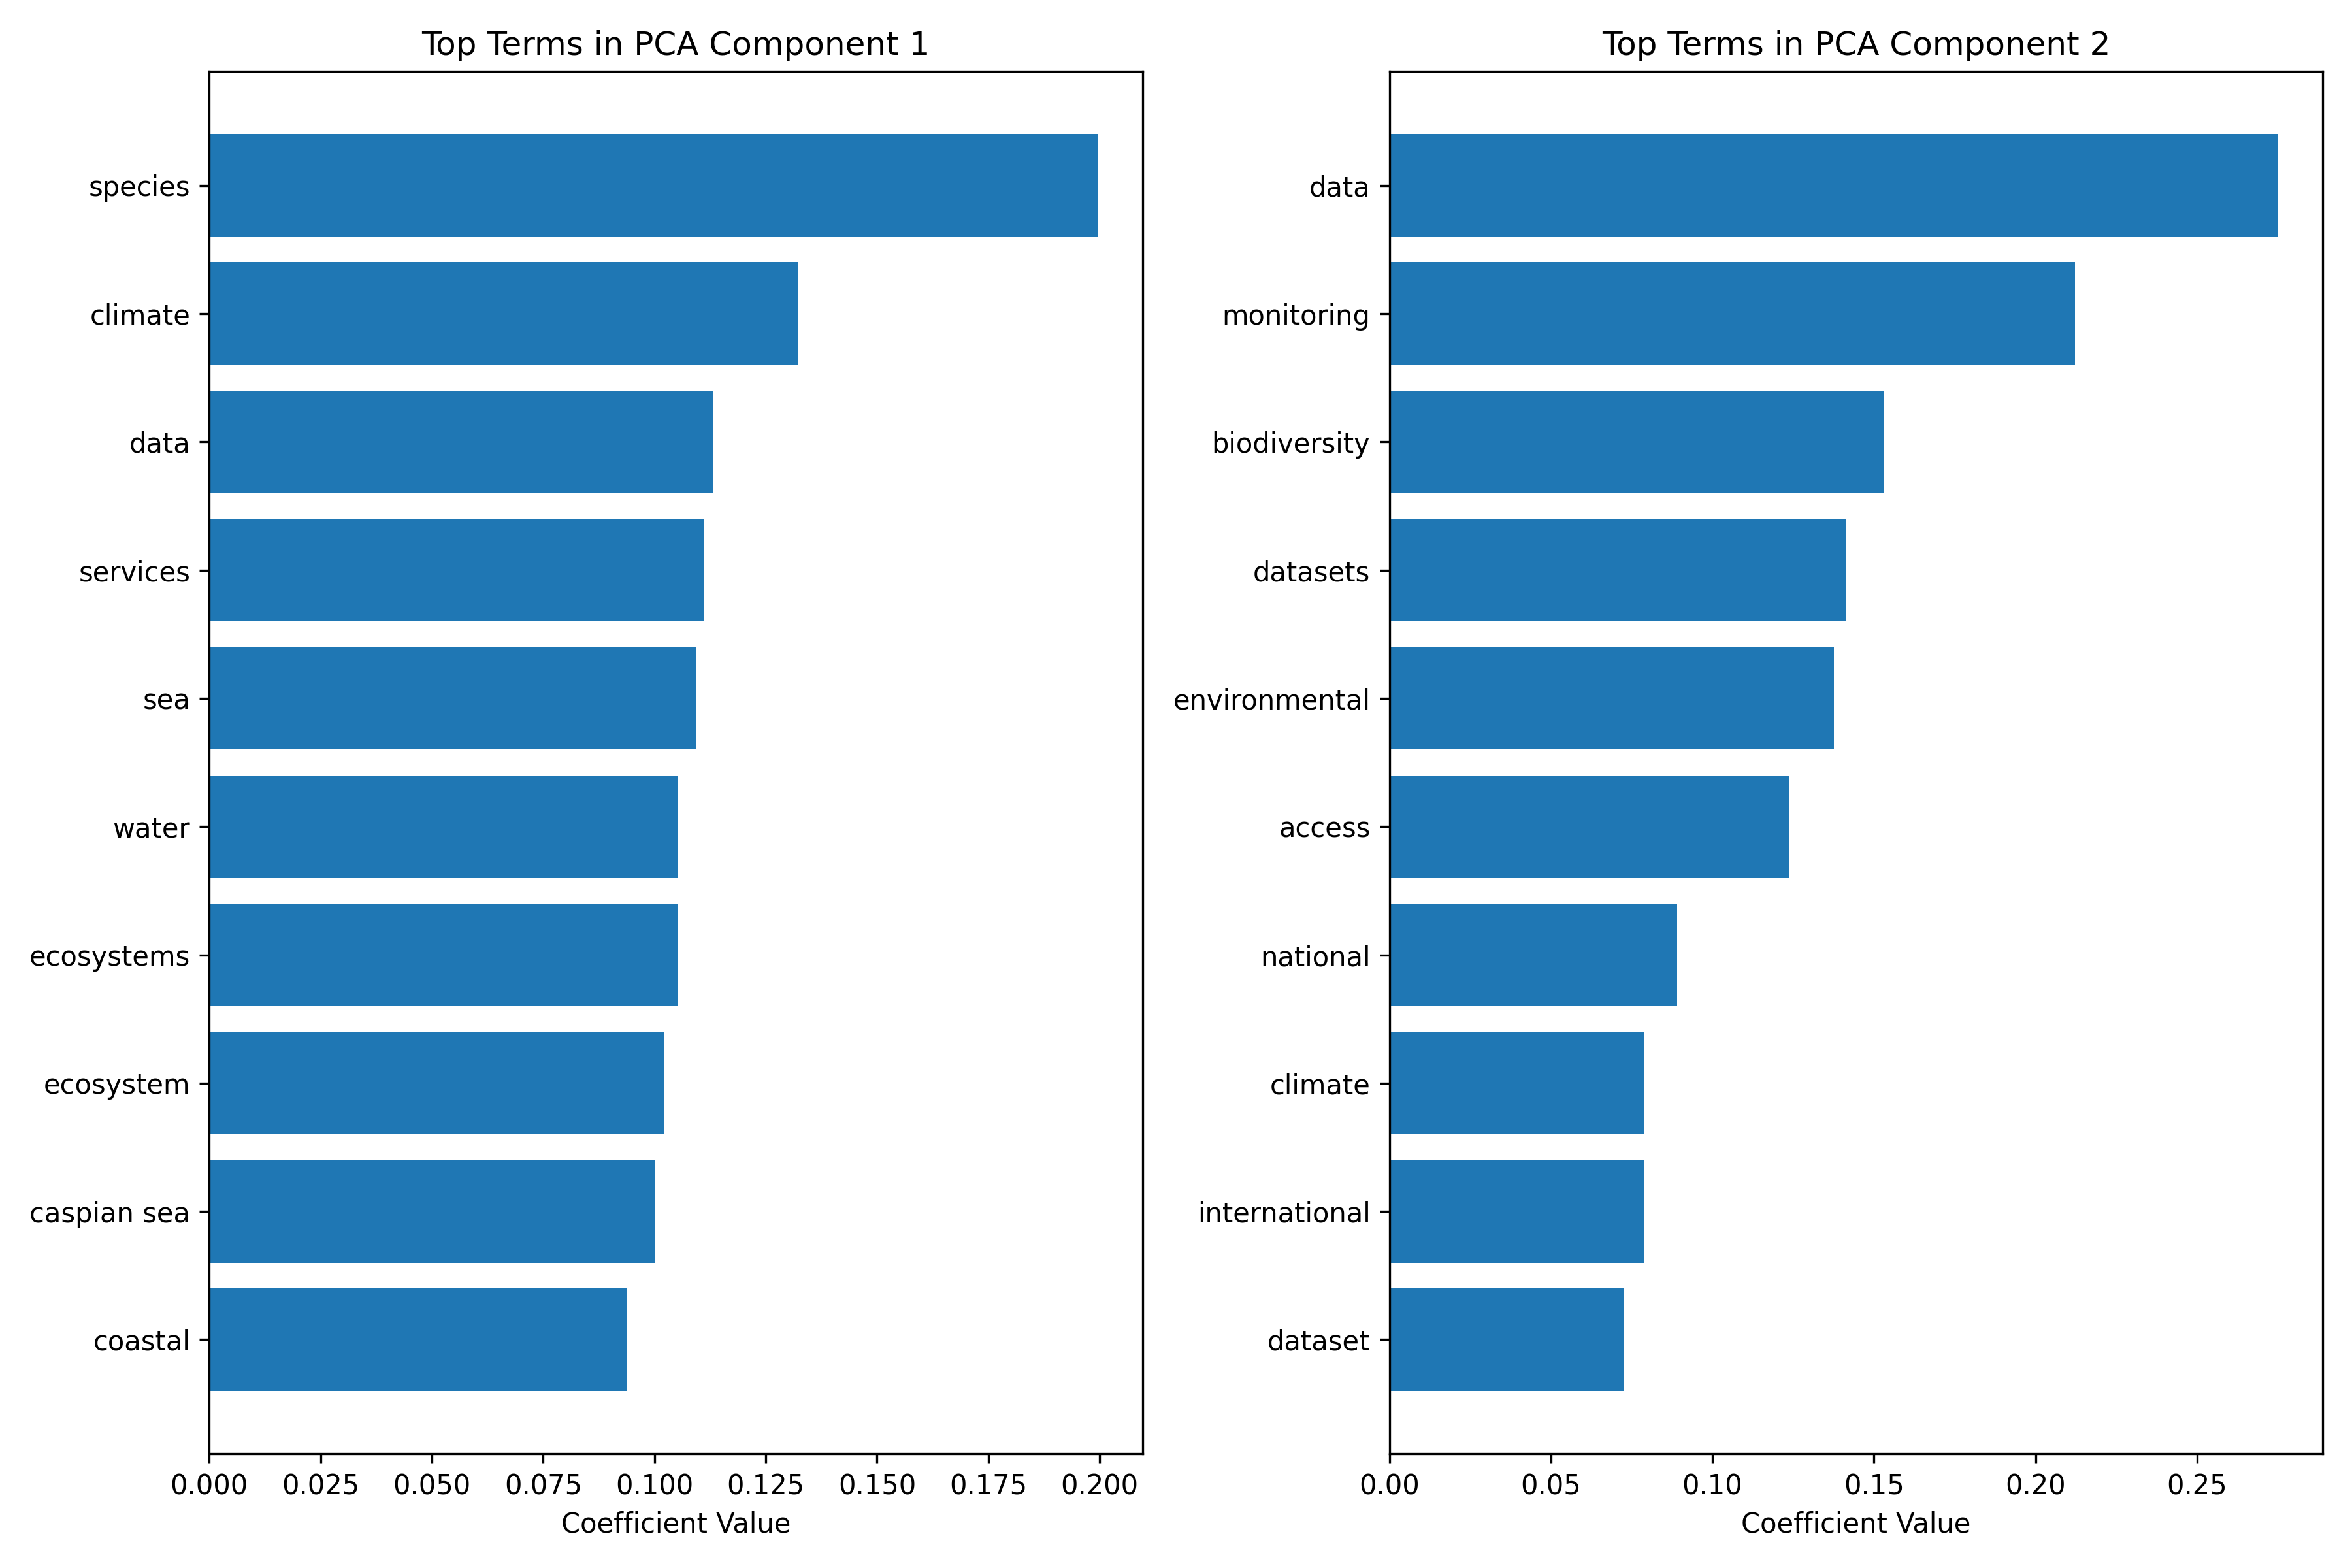 Top Terms in PCA Component 1
species
climate
data
services
sea
water
ecosystems
ecosystem
caspian sea
coastal
0.000 0.025 0.050 0.075 0.100 0.125 0.150 0.175 0.200
Coefficient Value
Top Terms in PCA Component 2
data
monitoring
biodiversity
datasets
environmental
access
national
climate
international
dataset
0.00 0.05 0.10 0.15 0.20 0.25
Coefficient Value